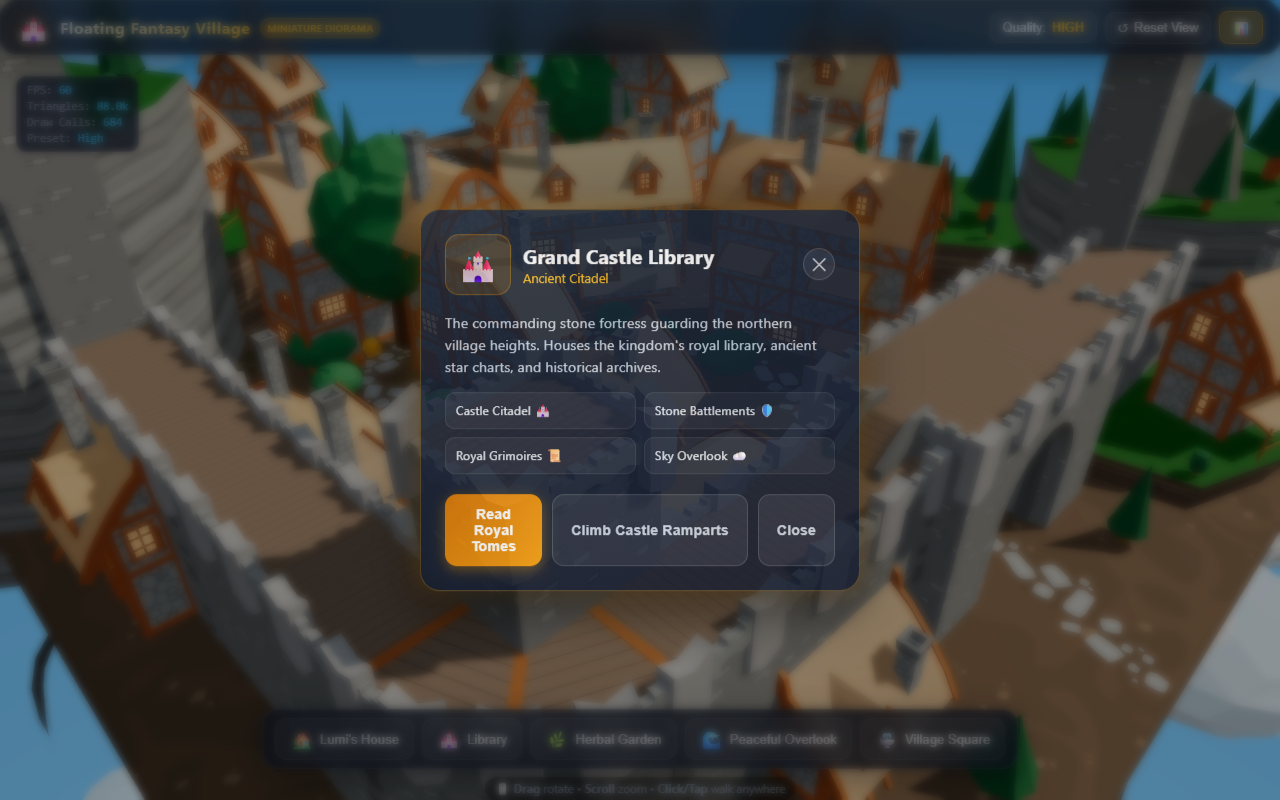 Floating Fantasy Village
MINIATURE DIORAMA
Quality: HIGH
↺ Reset View
FPS: 60
Triangles: 88.0k
Draw Calls: 684
Preset: High
Grand Castle Library
Ancient Citadel
The commanding stone fortress guarding the northern
village heights. Houses the kingdom's royal library, ancient
star charts, and historical archives.
Castle Citadel
Stone Battlements
Royal Grimoires
Sky Overlook
Read
Royal
Tomes
Climb Castle Ramparts
Close
Lumi's House
Library
Herbal Garden
Peaceful Overlook
Village Square
Drag rotate • Scroll zoom • Click/Tap walk anywhere